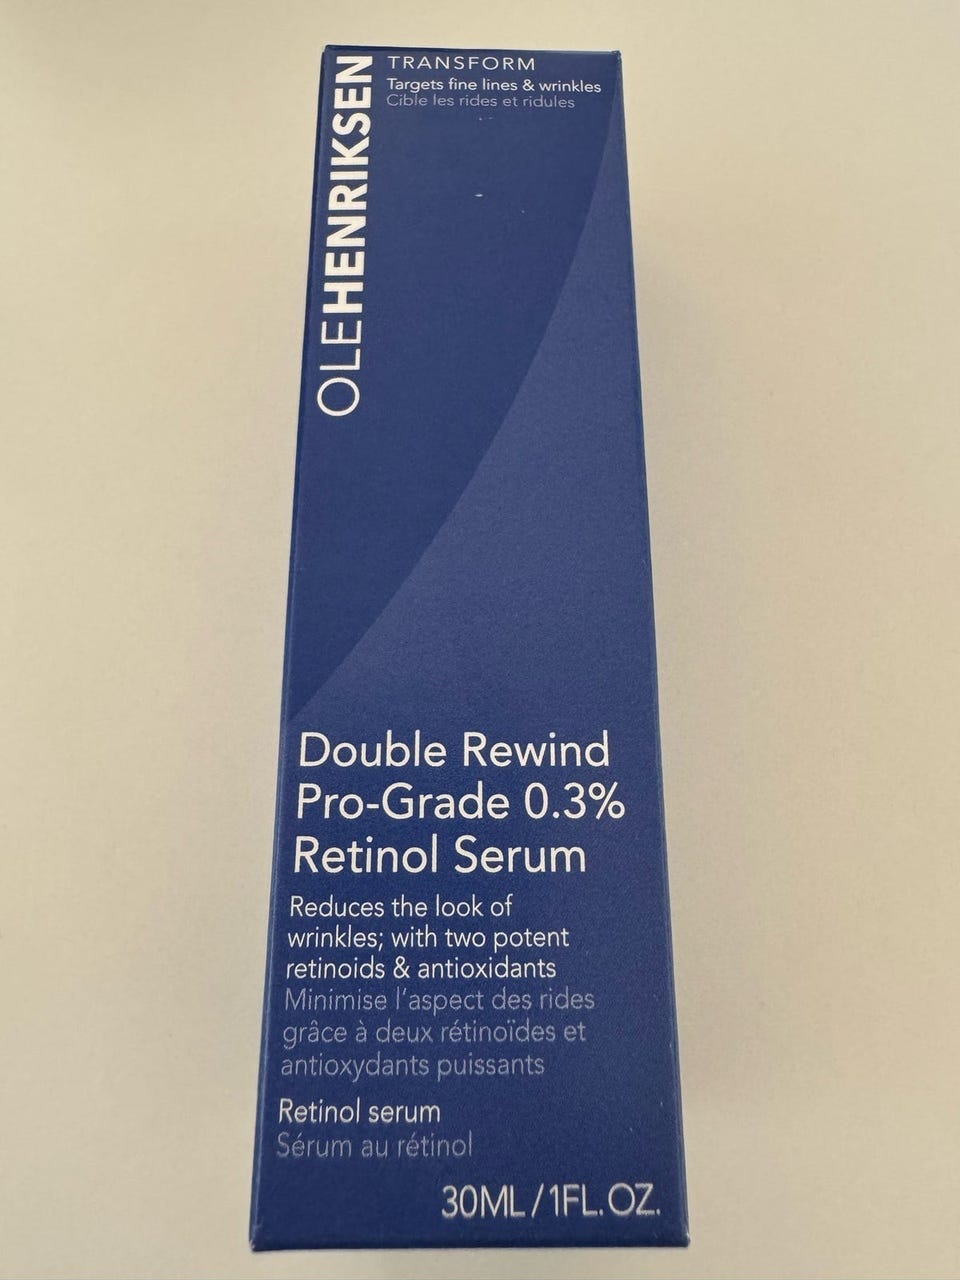 OLEHENRIKSEN
TRANSFORM
Targets fine lines & wrinkles
Cible les rides et ridules
Double Rewind
Pro-Grade 0.3%
Retinol Serum
Reduces the look of
wrinkles; with two potent
retinoids & antioxidants
Minimise l'aspect des rides
grâce à deux rétinoïdes et
antioxydants puissants
Retinol serum
Sérum au rétinol
30ML/1FL.OZ.